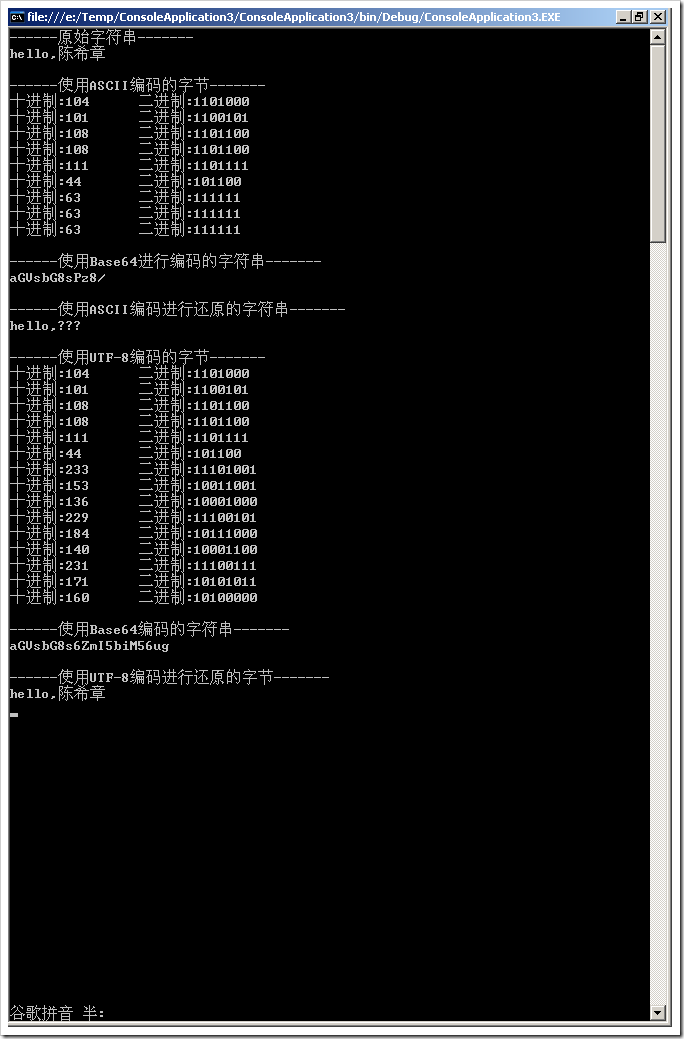 file:///e:/Temp/ConsoleApplication3/ConsoleApplication3/bin/Debug/ConsoleApplication3.EXE
------原始字符串-------
hello,陈希章
------使用ASCII编码的字节-------
十进制:104 二进制:1101000
十进制:101 二进制:1100101
十进制:108 二进制:1101100
十进制:108 二进制:1101100
十进制:111 二进制:1101111
十进制:44 二进制:101100
十进制:63 二进制:111111
十进制:63 二进制:111111
十进制:63 二进制:111111
------使用Base64进行编码的字符串-------
aGVsbG8sPz8/
------使用ASCII编码进行还原的字符串-------
hello,???
------使用UTF-8编码的字节-------
十进制:104 二进制:1101000
十进制:101 二进制:1100101
十进制:108 二进制:1101100
十进制:108 二进制:1101100
十进制:111 二进制:1101111
十进制:44 二进制:101100
十进制:233 二进制:11101001
十进制:153 二进制:10011001
十进制:136 二进制:10001000
十进制:229 二进制:11100101
十进制:184 二进制:10111000
十进制:140 二进制:10001100
十进制:231 二进制:11100111
十进制:171 二进制:10101011
十进制:160 二进制:10100000
------使用Base64编码的字符串-------
aGVsbG8s6ZmI5biM56ug
------使用UTF-8编码进行还原的字节-------
hello,陈希章
谷歌拼音 半: